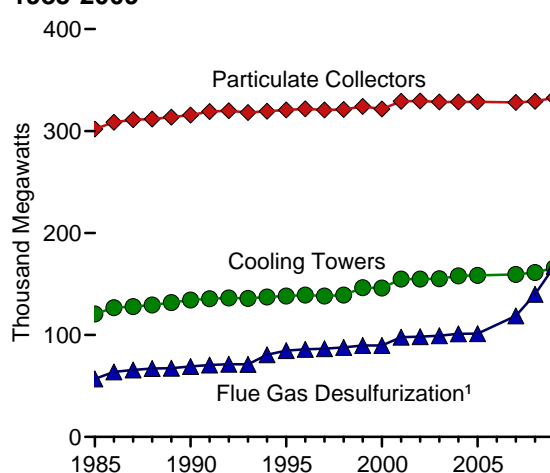 400
Particulate Collectors
300
Thousand Megawatts
200
Cooling Towers
100
Flue Gas Desulfurization¹
0
1985 1990 1995 2000 2005